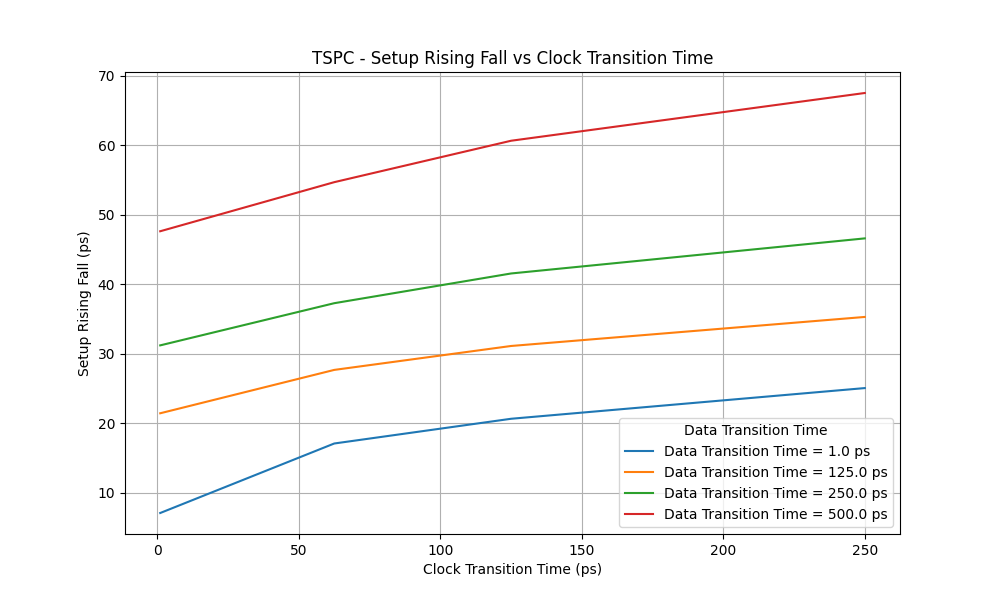 TSPC - Setup Rising Fall vs Clock Transition Time
70
60
50
40
30
20
10
Setup Rising Fall (ps)
0 50 100 150 200 250
Clock Transition Time (ps)
Data Transition Time
Data Transition Time = 1.0 ps
Data Transition Time = 125.0 ps
Data Transition Time = 250.0 ps
Data Transition Time = 500.0 ps